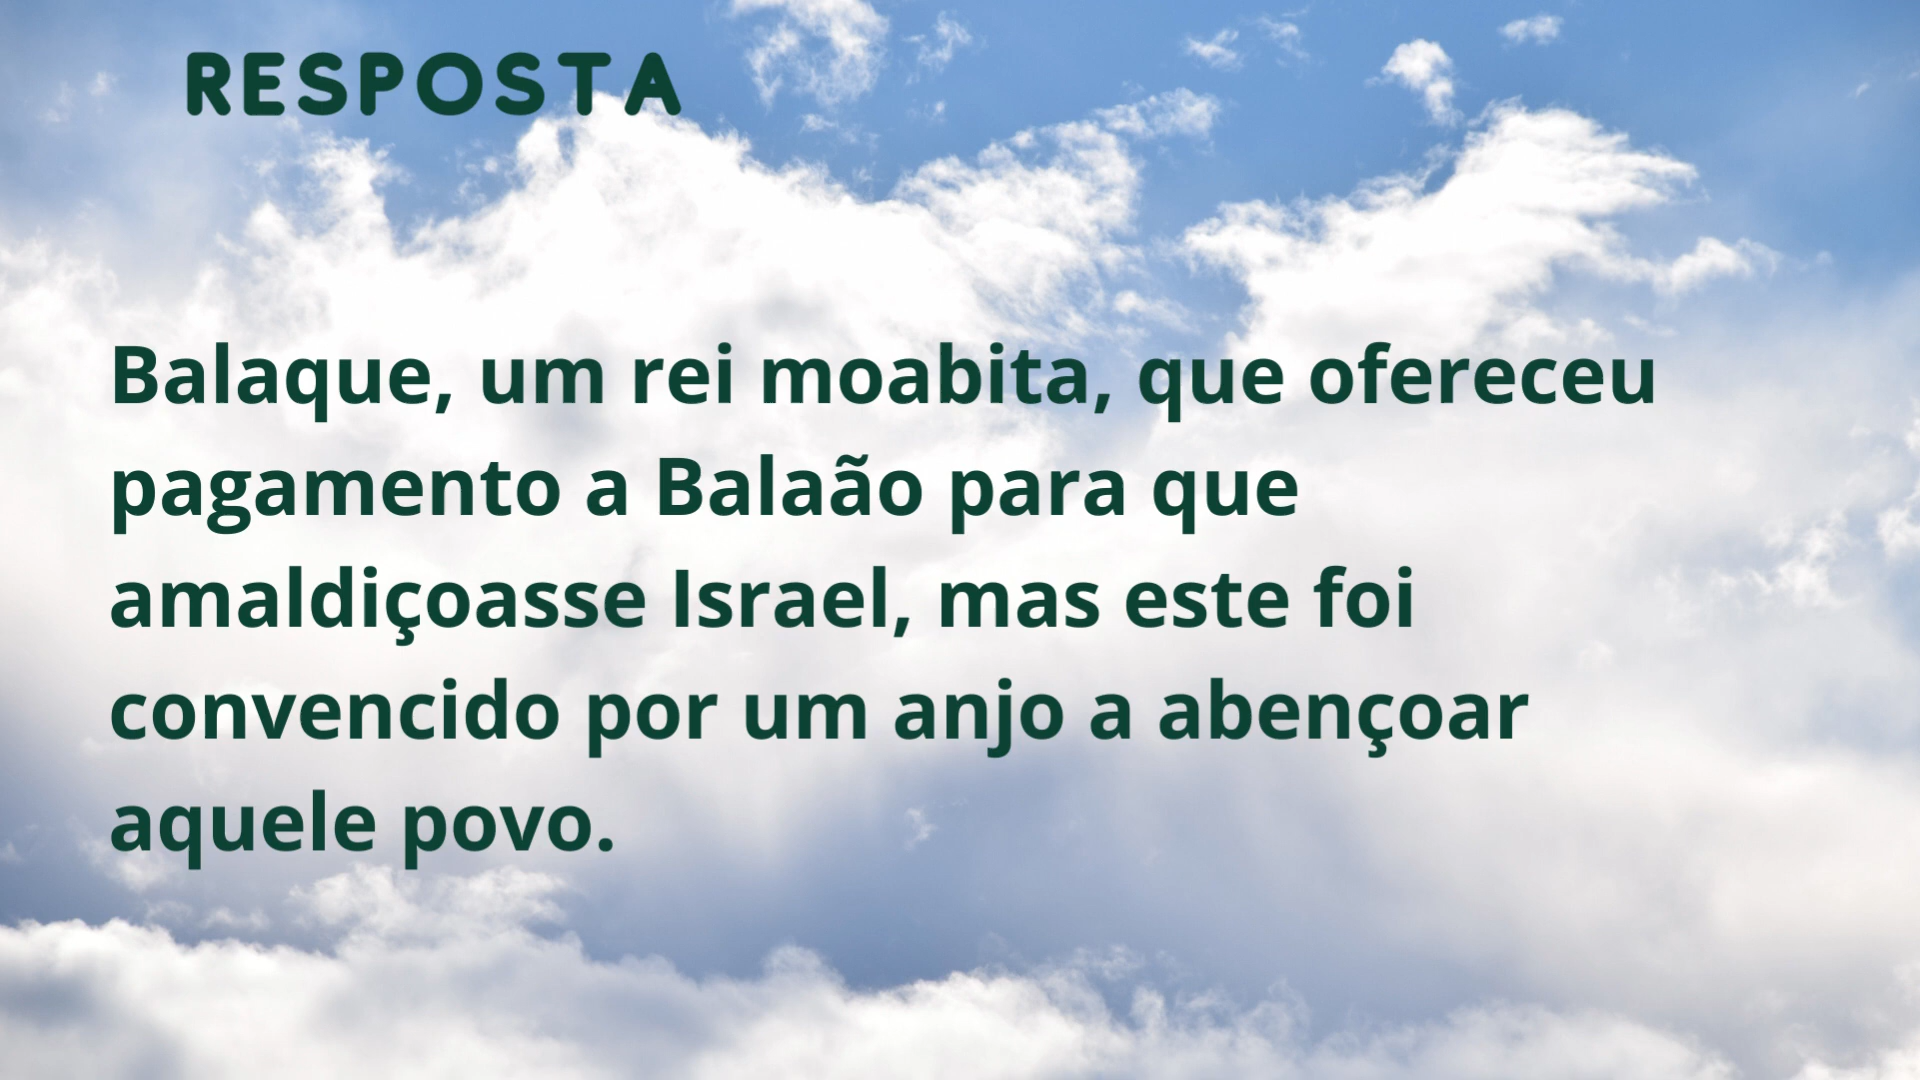 RESPOSTA
Balaque, um rei moabita, que ofereceu
pagamento a Balaão para que
amaldiçoasse Israel, mas este foi
convencido por um anjo a abençoar
aquele povo.